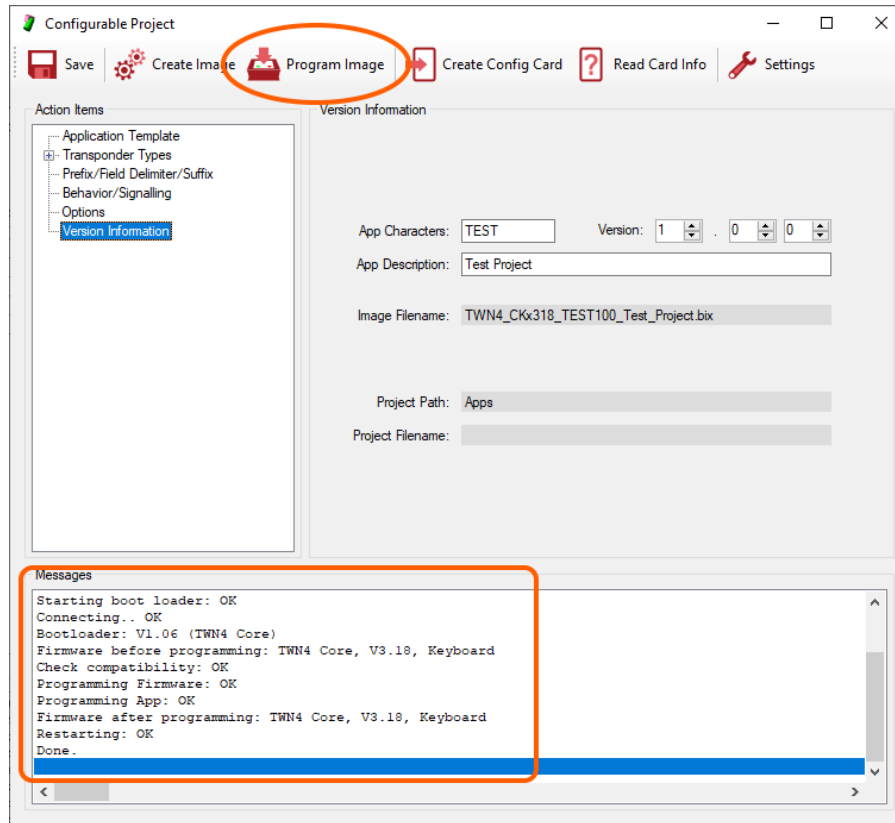 Configurable Project
Save
Create Image
Program Image
Create Config Card
?
Read Card Info
Settings
Action Items
Application Template
Transponder Types
Prefix/Field Delimiter/Suffix
Behavior/Signalling
Options
Version Information
Version Information
App Characters: TEST Version: 1 . 0 0
App Description: Test Project
Image Filename: TWN4_CKx318_TEST100_Test_Project.bix
Project Path: Apps
Project Filename:
Messages
Starting boot loader: OK
Connecting.. OK
Bootloader: V1.06 (TWN4 Core)
Firmware before programming: TWN4 Core, V3.18, Keyboard
Check compatibility: OK
Programming Firmware: OK
Programming App: OK
Firmware after programming: TWN4 Core, V3.18, Keyboard
Restarting: OK
Done.